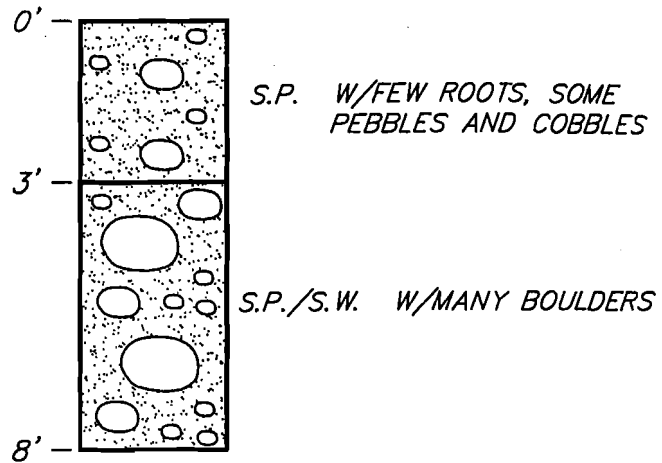 0'
S.P. W/FEW ROOTS, SOME
PEBBLES AND COBBLES
3'
S.P./S.W. W/MANY BOULDERS
8'